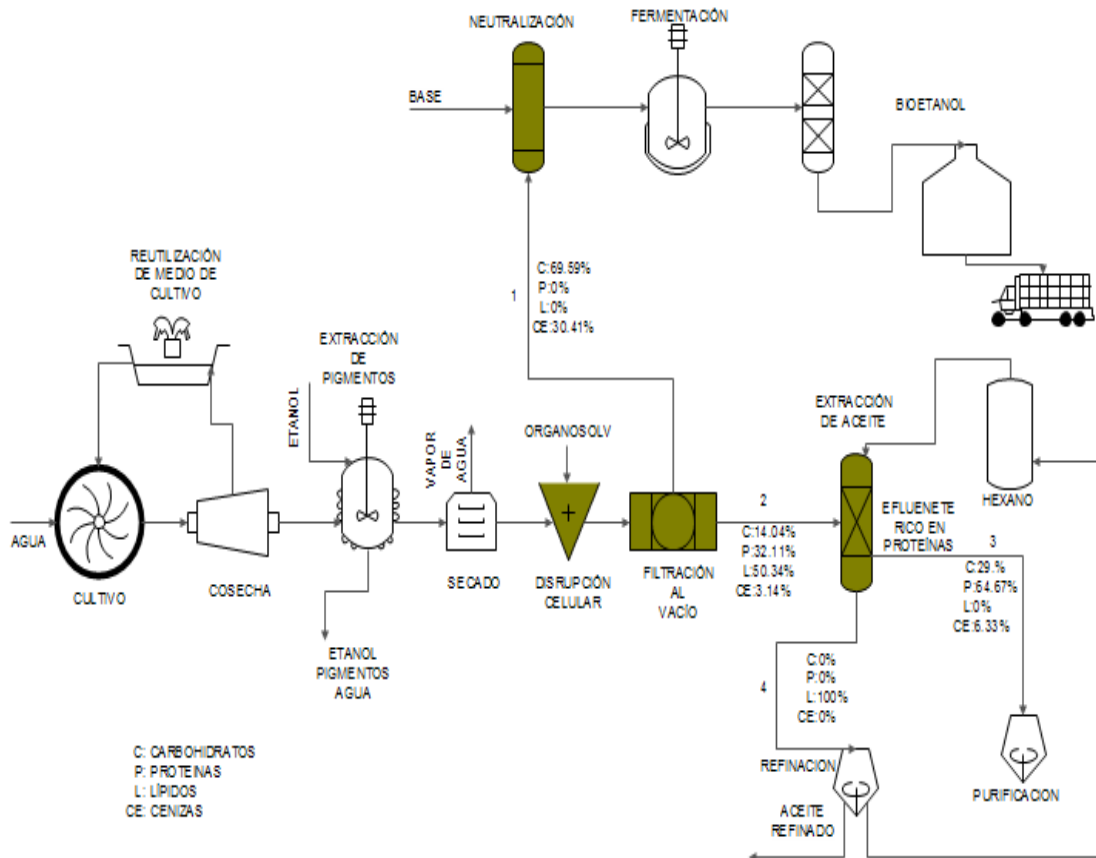 NEUTRALIZACIÓN
FERMENTACIÓN
BASE
BIOETANOL
REUTILIZACIÓN
DE MEDIO DE
CULTIVO
1
C:69.59%
P:0%
L:0%
CE:30.41%
EXTRACCIÓN
DE
PIGMENTOS
ETANOL
VAPOR
DE
AGUA
ORGANOSOLV
EXTRACCIÓN
DE ACEITE
HEXANO
AGUA
CULTIVO
COSECHA
SECADO
DISRUPCIÓN
CELULAR
FILTRACIÓN
AL
VACÍO
2
C:14.04%
P:32.11%
L:50.34%
CE:3.14%
EFLUENETE
RICO EN
PROTEÍNAS
3
C:29.%
P:64.67%
L:0%
CE:6.33%
ETANOL
PIGMENTOS
AGUA
4
C:0%
P:0%
L:100%
CE:0%
C: CARBOHIDRATOS
P: PROTEINAS
L: LÍPIDOS
CE: CENIZAS
REFINACION
ACEITE
REFINADO
PURIFICACION